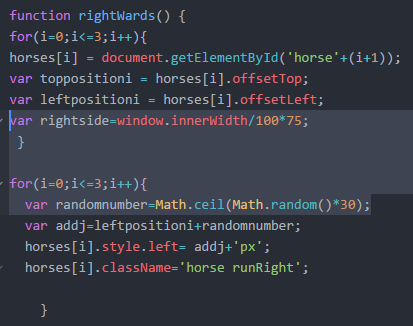 function rightWards() {
for(i=0;i<=3;i++){
horses[i] = document.getElementById('horse'+(i+1));
var toppositioni = horses[i].offsetTop;
var leftpositioni = horses[i].offsetLeft;
var rightside=window.innerWidth/100*75;
}
for(i=0;i<=3;i++){
var randomnumber=Math.ceil(Math.random()*30);
var addj=leftpositioni+randomnumber;
horses[i].style.left= addj+'px';
horses[i].className='horse runRight';
}